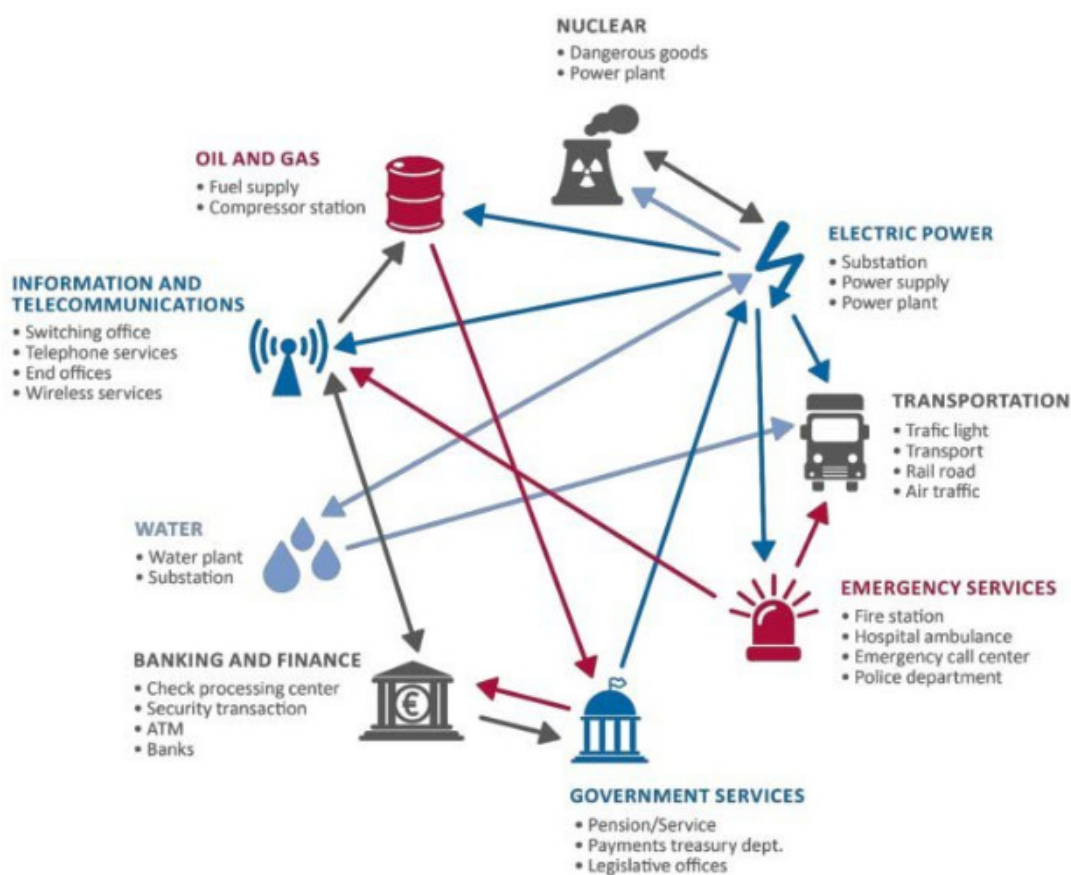 NUCLEAR
• Dangerous goods
• Power plant
OIL AND GAS
• Fuel supply
• Compressor station
ELECTRIC POWER
• Substation
• Power supply
• Power plant
INFORMATION AND
TELECOMMUNICATIONS
• Switching office
• Telephone services
• End offices
• Wireless services
TRANSPORTATION
• Trafic light
• Transport
• Rail road
• Air traffic
WATER
• Water plant
• Substation
EMERGENCY SERVICES
• Fire station
• Hospital ambulance
• Emergency call center
• Police department
BANKING AND FINANCE
• Check processing center
• Security transaction
• ATM
• Banks
€
GOVERNMENT SERVICES
• Pension/Service
• Payments treasury dept.
• Legislative offices